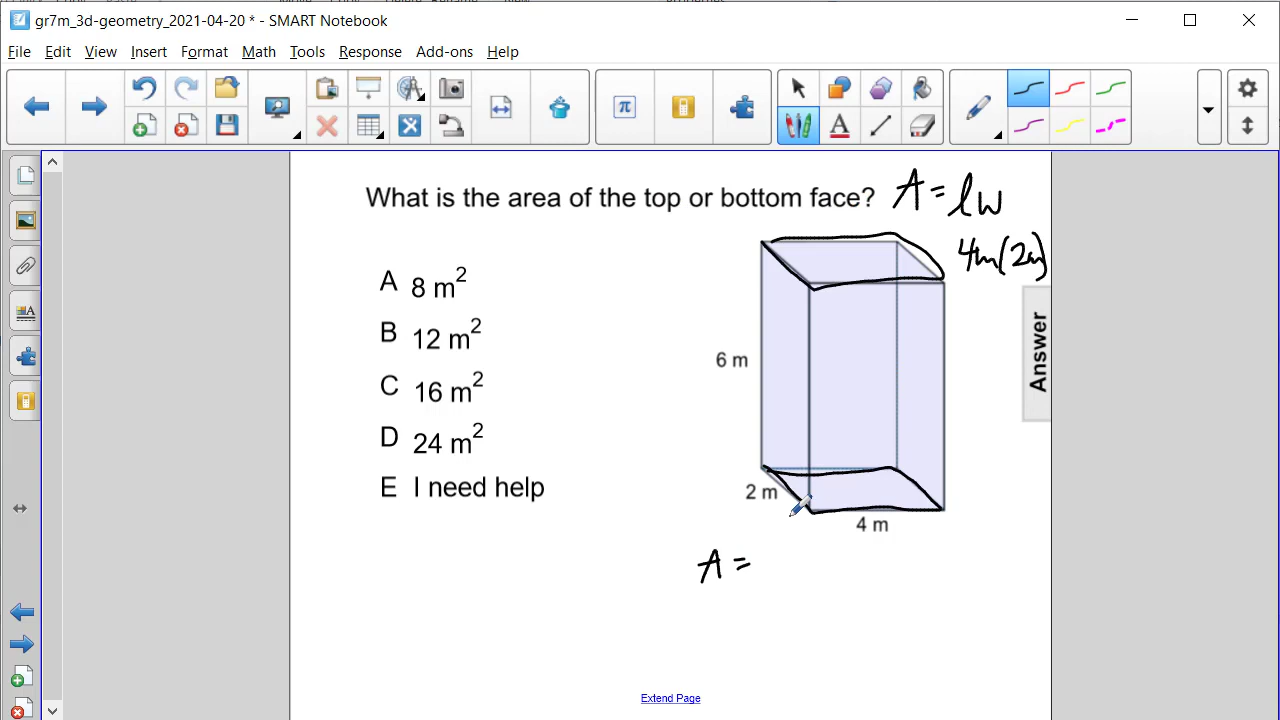 gr7m_3d-geometry_2021-04-20 * - SMART Notebook
File Edit View Insert Format Math Tools Response Add-ons Help
What is the area of the top or bottom face? A = lw
4m(2m)
A 8 m²
B 12 m²
C 16 m²
D 24 m²
E I need help
6 m
2 m
4 m
Answer
A =
Extend Page